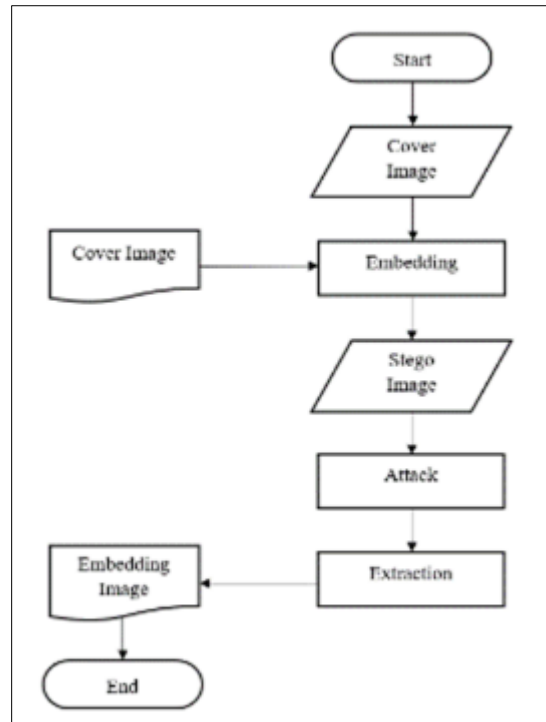 Start
Cover
Image
Cover Image
Embedding
Stego
Image
Attack
Extraction
Embedding
Image
End